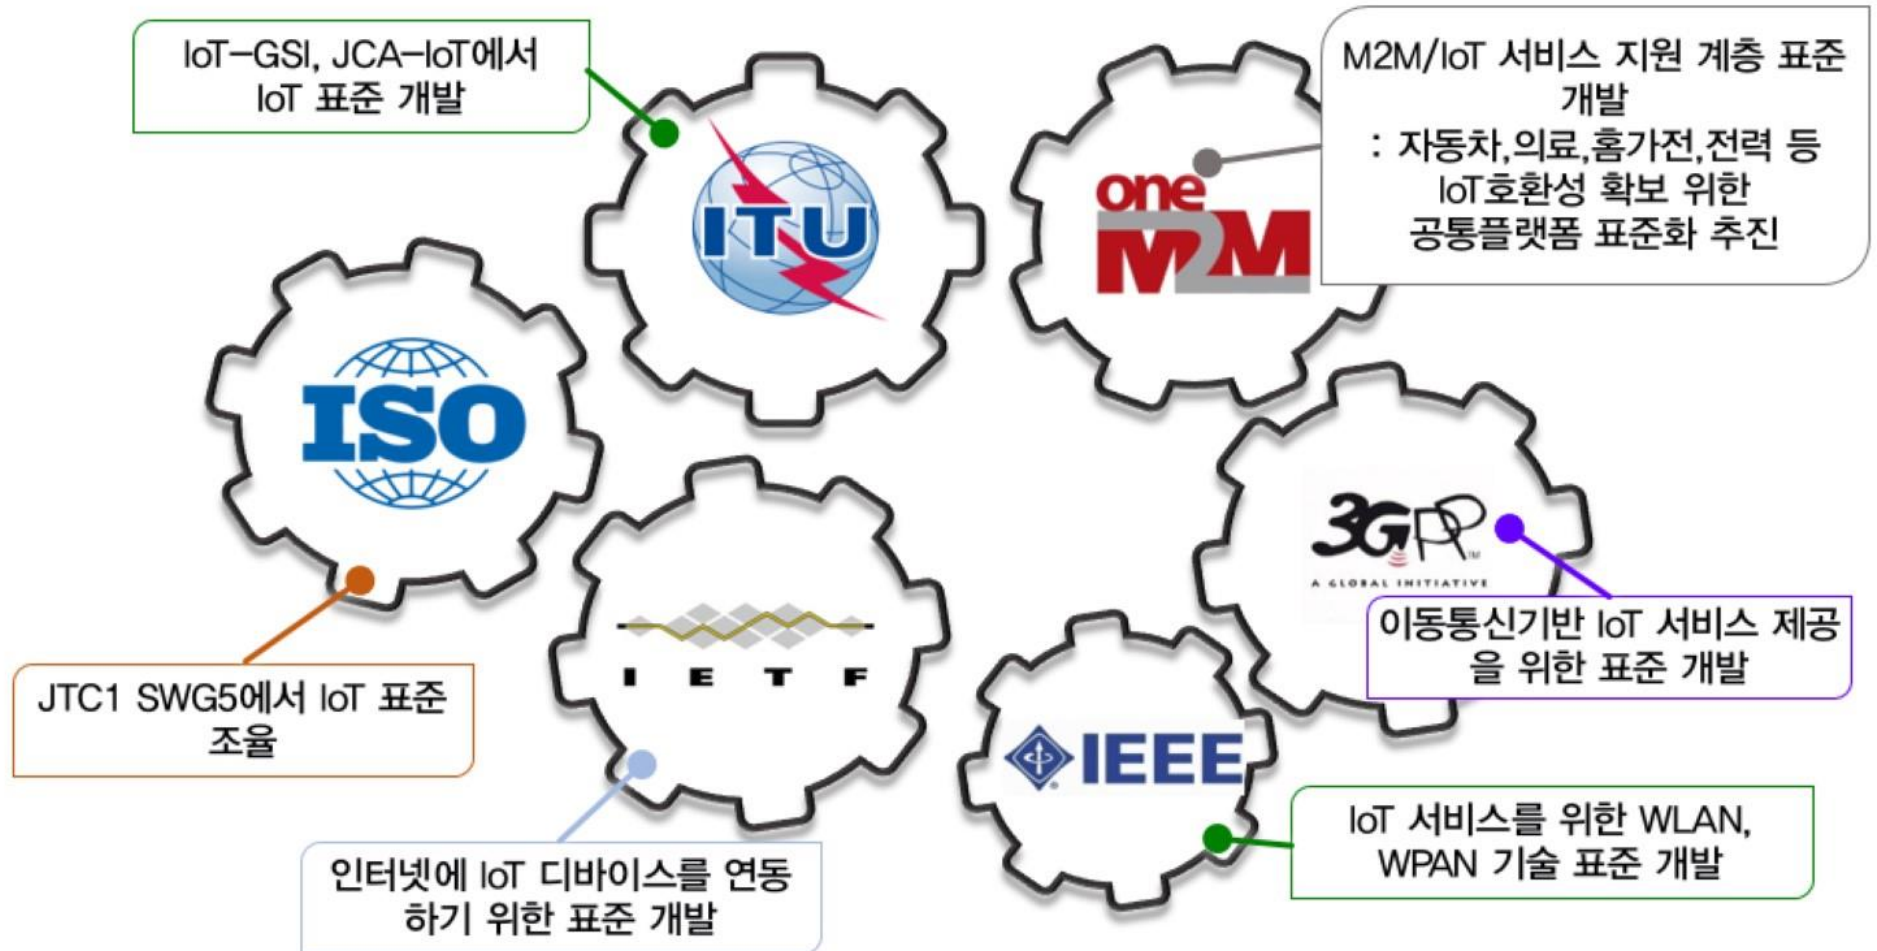 IoT-GSI, JCA-IoT에서
IoT 표준 개발
ITU
one
M2M
M2M/IoT 서비스 지원 계층 표준
개발
: 자동차,의료,홈가전,전력 등
IoT호환성 확보 위한
공통플랫폼 표준화 추진
ISO
JTC1 SWG5에서 IoT 표준
조율
I E T F
인터넷에 IoT 디바이스를 연동
하기 위한 표준 개발
3GPP™
A GLOBAL INITIATIVE
이동통신기반 IoT 서비스 제공
을 위한 표준 개발
IEEE
IoT 서비스를 위한 WLAN,
WPAN 기술 표준 개발